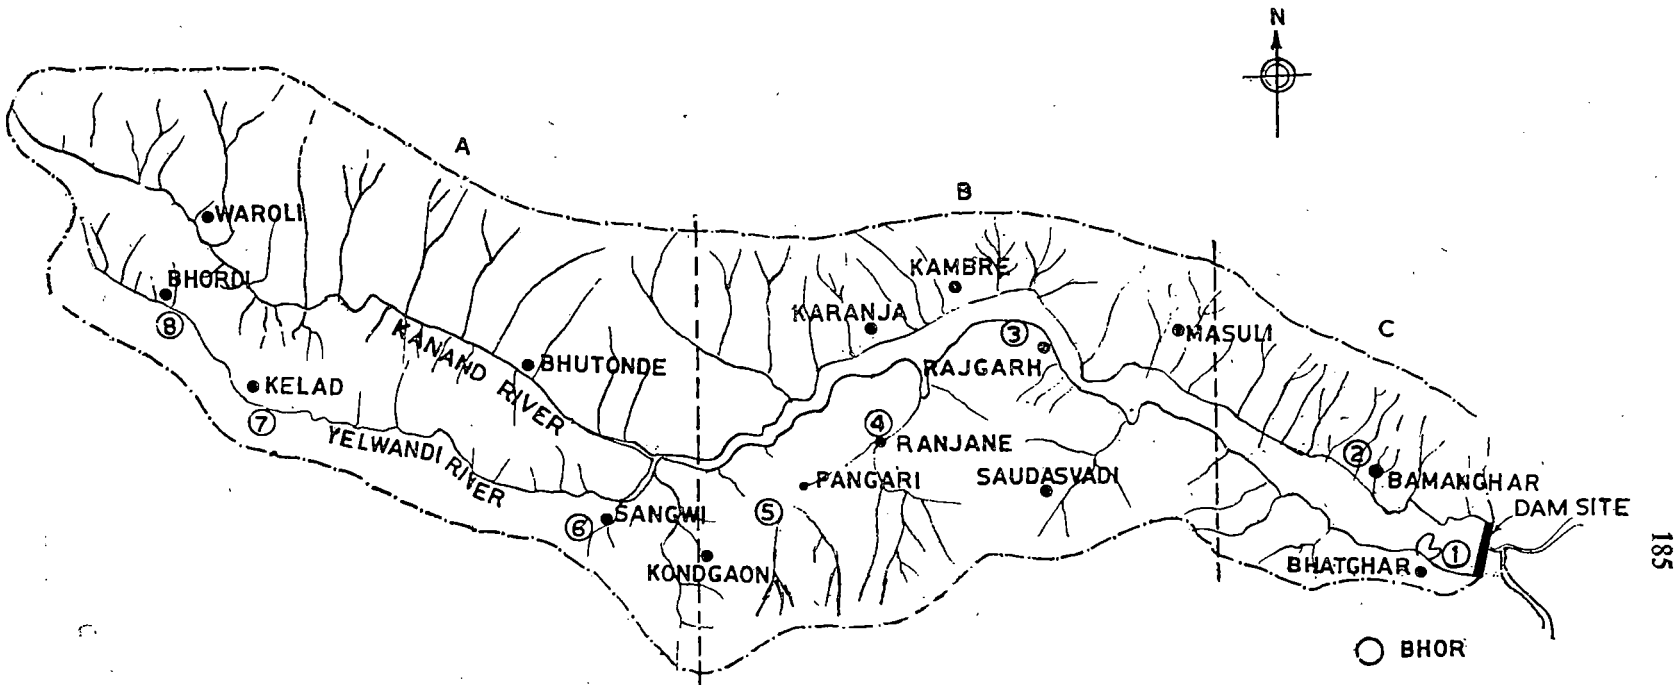 N
A
B
C
WAROLI
BHORDI
8
KELAD
7
KANAND RIVER
YELWANDI RIVER
BHUTONDE
6
SANGWI
KONDGAON
5
PANGARI
4
RANJANE
KARANJA
KAMBRE
3
RAJGARH
SAUDASVADI
MASULI
2
BAMANGHAR
DAM SITE
1
BHATGHAR
BHOR
185